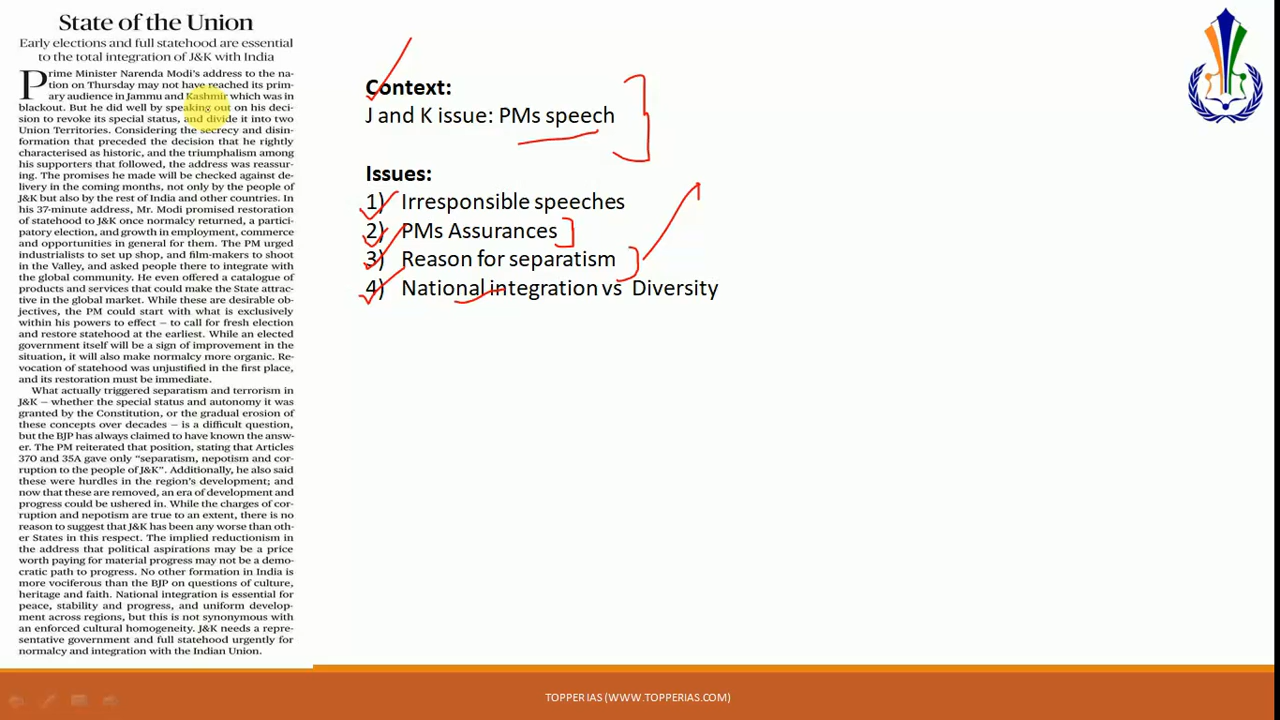 State of the Union
Early elections and full statehood are essential
to the total integration of J&K with India
Prime Minister Narenda Modi's address to the na-
tion on Thursday may not have reached its prim-
ary audience in Jammu and Kashmir which was in
blackout. But he did well by speaking out on his deci-
sion to revoke its special status, and divide it into two
Union Territories. Considering the secrecy and disin-
formation that preceded the decision that he rightly
characterised as historic, and the triumphalism among
his supporters that followed, the address was reassur-
ing. The promises he made will be checked against de-
livery in the coming months, not only by the people of
J&K but also by the rest of India and other countries. In
his 37-minute address, Mr. Modi promised restoration
of statehood to J&K once normalcy returned, a partici-
patory election, and growth in employment, commerce
and opportunities in general for them. The PM urged
industrialists to set up shop, and film-makers to shoot
in the Valley, and asked people there to integrate with
the global community. He even offered a catalogue of
products and services that could make the State attrac-
tive in the global market. While these are desirable ob-
jectives, the PM could start with what is exclusively
within his powers to effect – to call for fresh election
and restore statehood at the earliest. While an elected
government itself will be a sign of improvement in the
situation, it will also make normalcy more organic. Re-
vocation of statehood was unjustified in the first place,
and its restoration must be immediate.
What actually triggered separatism and terrorism in
J&K – whether the special status and autonomy it was
granted by the Constitution, or the gradual erosion of
these concepts over decades – is a difficult question,
but the BJP has always claimed to have known the answ-
er. The PM reiterated that position, stating that Articles
370 and 35A gave only “separatism, nepotism and cor-
ruption to the people of J&K”. Additionally, he also said
these were hurdles in the region's development; and
now that these are removed, an era of development and
progress could be ushered in. While the charges of cor-
ruption and nepotism are true to an extent, there is no
reason to suggest that J&K has been any worse than oth-
er States in this respect. The implied reductionism in
the address that political aspirations may be a price
worth paying for material progress may not be a demo-
cratic path to progress. No other formation in India is
more vociferous than the BJP on questions of culture,
heritage and faith. National integration is essential for
peace, stability and progress, and uniform develop-
ment across regions, but this is not synonymous with
an enforced cultural homogeneity. J&K needs a repre-
sentative government and full statehood urgently for
normalcy and integration with the Indian Union.
Context:
J and K issue: PMs speech
Issues:
1) Irresponsible speeches
2) PMs Assurances
3) Reason for separatism
4) National integration vs Diversity
TOPPER IAS (WWW.TOPPERIAS.COM)